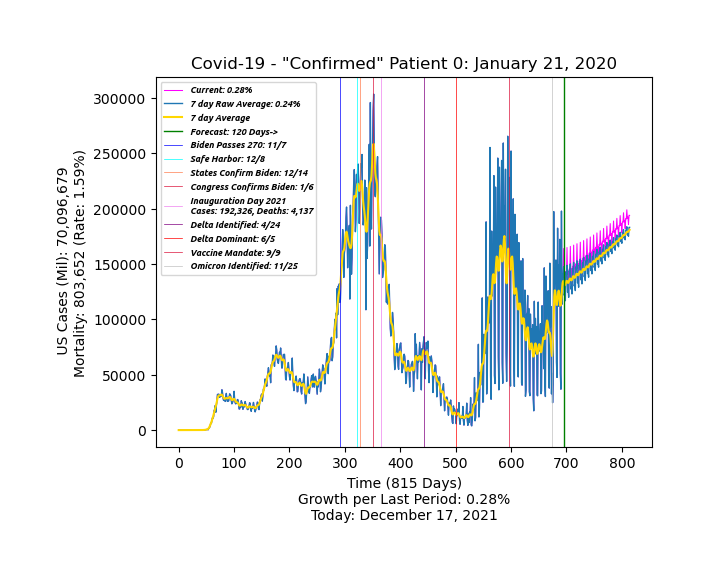 Covid-19 - "Confirmed" Patient 0: January 21, 2020
US Cases (Mil): 70,096,679
Mortality: 803,652 (Rate: 1.59%)
300000
250000
200000
150000
100000
50000
0
Current: 0.28%
7 day Raw Average: 0.24%
7 day Average
Forecast: 120 Days->
Biden Passes 270: 11/7
Safe Harbor: 12/8
States Confirm Biden: 12/14
Congress Confirms Biden: 1/6
Inauguration Day 2021
Cases: 192,326, Deaths: 4,137
Delta Identified: 4/24
Delta Dominant: 6/5
Vaccine Mandate: 9/9
Omicron Identified: 11/25
0 100 200 300 400 500 600 700 800
Time (815 Days)
Growth per Last Period: 0.28%
Today: December 17, 2021